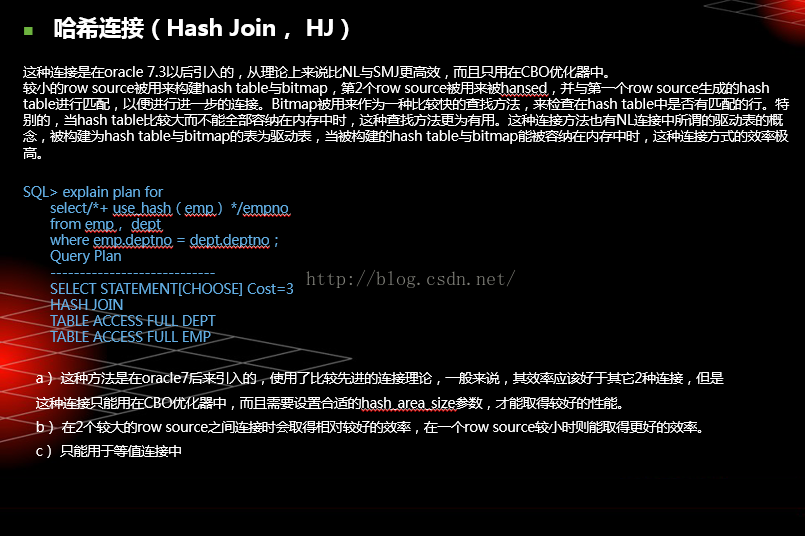 哈希连接（Hash Join， HJ）
这种连接是在oracle 7.3以后引入的，从理论上来说比NL与SMJ更高效，而且只用在CBO优化器中。
较小的row source被用来构建hash table与bitmap，第2个row source被用来被hansed，并与第一个row source生成的hash
table进行匹配，以便进行进一步的连接。Bitmap被用来作为一种比较快的查找方法，来检查在hash table中是否有匹配的行。特
别的，当hash table比较大而不能全部容纳在内存中时，这种查找方法更为有用。这种连接方法也有NL连接中所谓的驱动表的概
念，被构建为hash table与bitmap的表为驱动表，当被构建的hash table与bitmap能被容纳在内存中时，这种连接方式的效率极
高。
SQL> explain plan for
select/*+ use_hash（emp）*/empno
from emp， dept
where emp.deptno = dept.deptno；
Query Plan
----------------------------
http://blog.csdn.net/
SELECT STATEMENT[CHOOSE] Cost=3
HASH JOIN
TABLE ACCESS FULL DEPT
TABLE ACCESS FULL EMP
a） 这种方法是在oracle7后来引入的，使用了比较先进的连接理论，一般来说，其效率应该好于其它2种连接，但是
这种连接只能用在CBO优化器中，而且需要设置合适的hash_area_size参数，才能取得较好的性能。
b） 在2个较大的row source之间连接时会取得相对较好的效率，在一个row source较小时则能取得更好的效率。
c） 只能用于等值连接中